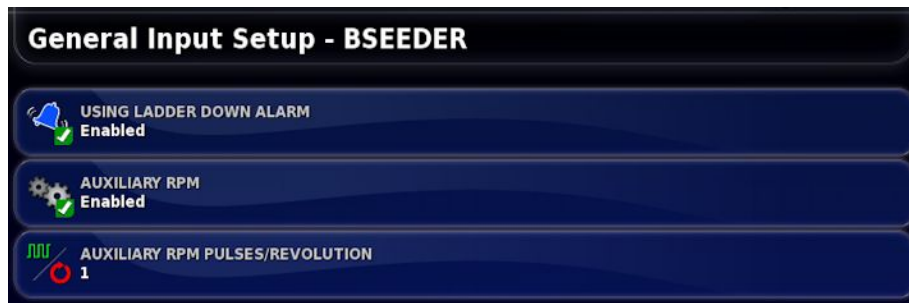 General Input Setup - BSEEDER
USING LADDER DOWN ALARM
Enabled
AUXILIARY RPM
Enabled
AUXILIARY RPM PULSES/REVOLUTION
1